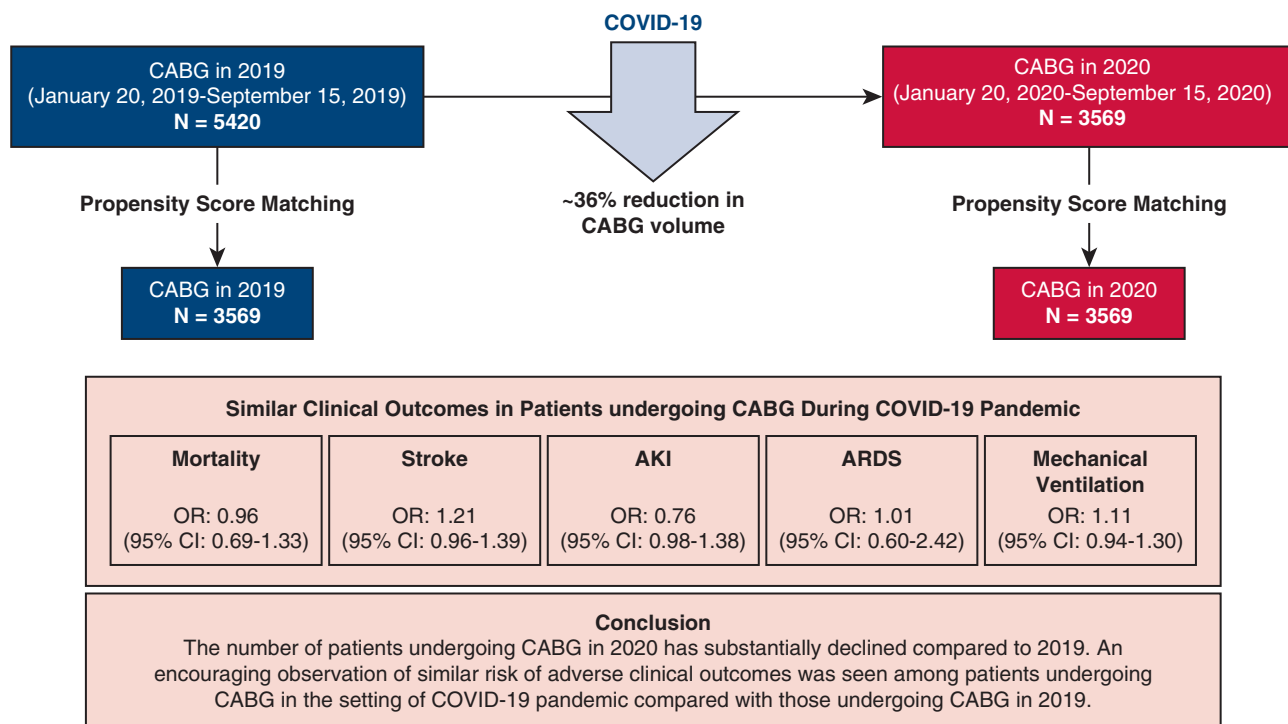 COVID-19
CABG in 2019
(January 20, 2019-September 15, 2019)
N = 5420
CABG in 2020
(January 20, 2020-September 15, 2020)
N = 3569
Propensity Score Matching
~36% reduction in
CABG volume
Propensity Score Matching
CABG in 2019
N = 3569
CABG in 2020
N = 3569
Similar Clinical Outcomes in Patients undergoing CABG During COVID-19 Pandemic
Mortality
OR: 0.96
(95% CI: 0.69-1.33)
Stroke
OR: 1.21
(95% CI: 0.96-1.39)
AKI
OR: 0.76
(95% CI: 0.98-1.38)
ARDS
OR: 1.01
(95% CI: 0.60-2.42)
Mechanical
Ventilation
OR: 1.11
(95% CI: 0.94-1.30)
Conclusion
The number of patients undergoing CABG in 2020 has substantially declined compared to 2019. An
encouraging observation of similar risk of adverse clinical outcomes was seen among patients undergoing
CABG in the setting of COVID-19 pandemic compared with those undergoing CABG in 2019.